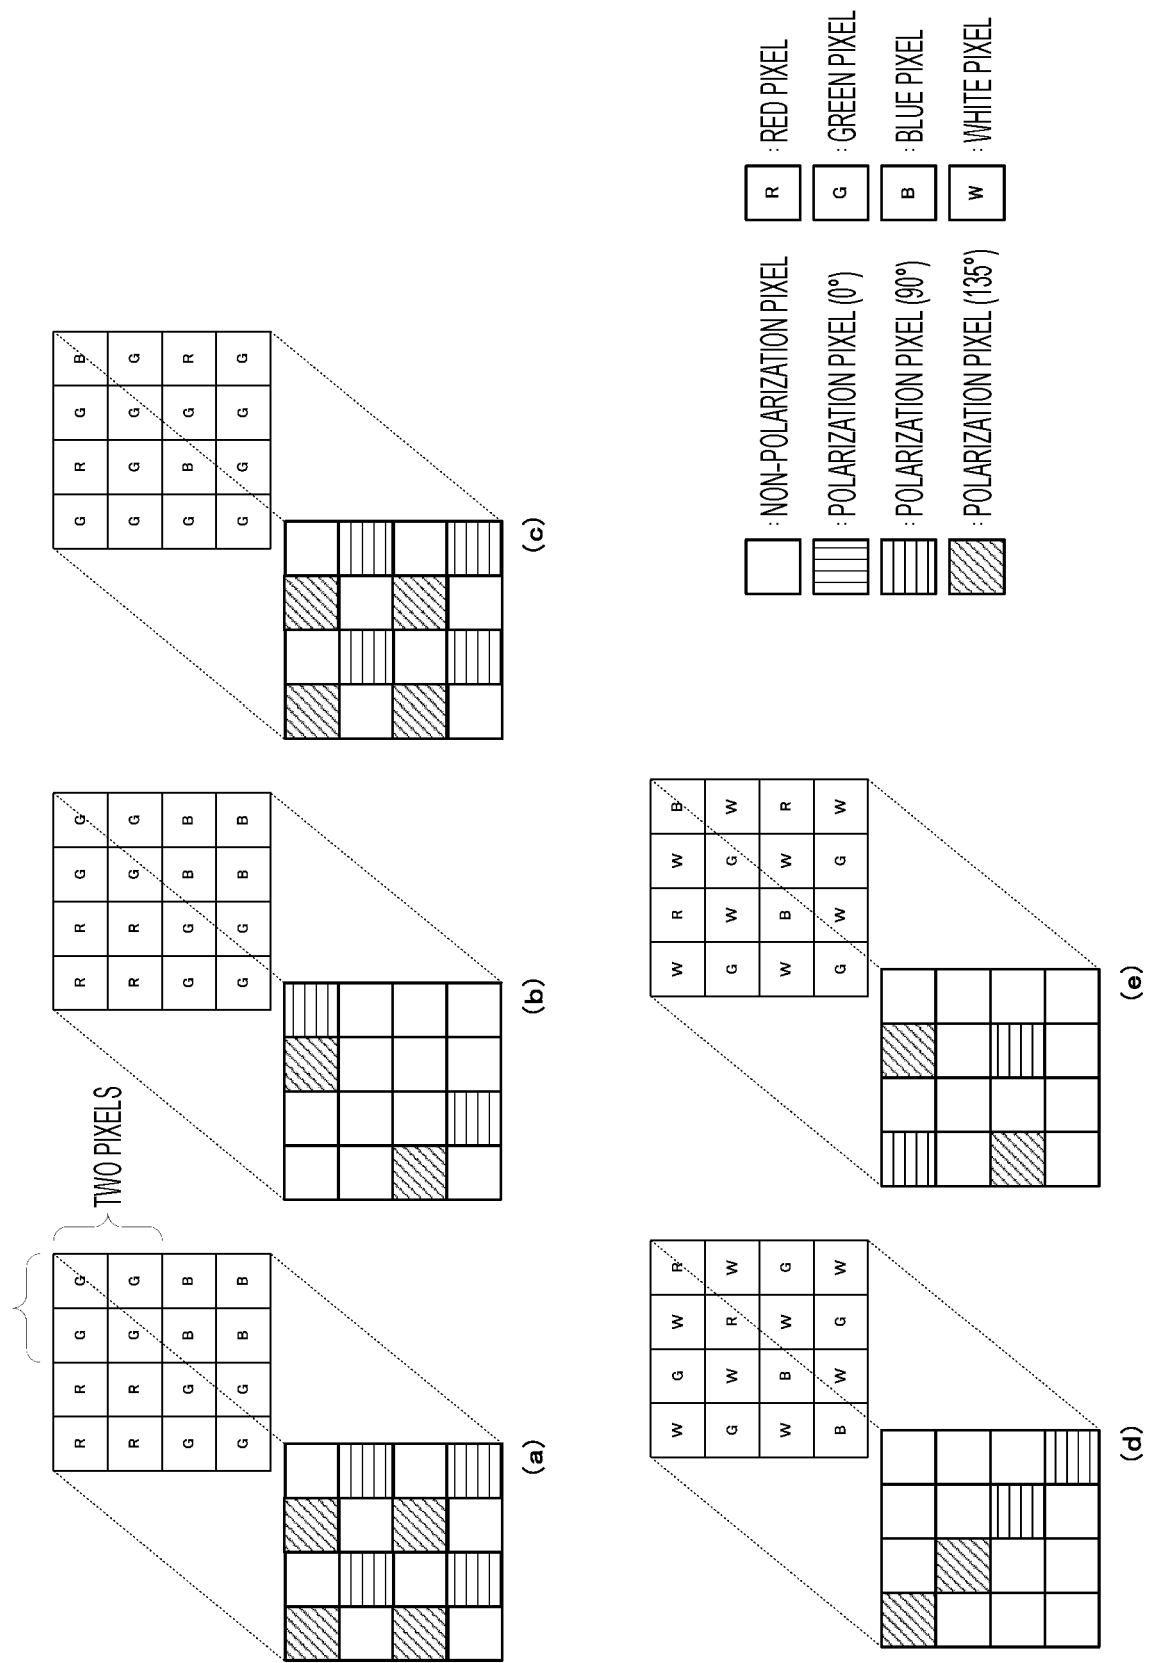 TWO PIXELS
R R G G
R R G G
G G B B
G G B B
(a)
R R G G
R R G G
G G B B
G G B B
(b)
G R G B
G G G G
G B G R
G G G G
(c)
W G W R
G W R W
W B W G
B W G W
(d)
W R W B
G W G W
W B W R
G W G W
(e)
: NON-POLARIZATION PIXEL
R : RED PIXEL
: POLARIZATION PIXEL (0°)
G : GREEN PIXEL
: POLARIZATION PIXEL (90°)
B : BLUE PIXEL
: POLARIZATION PIXEL (135°)
W : WHITE PIXEL